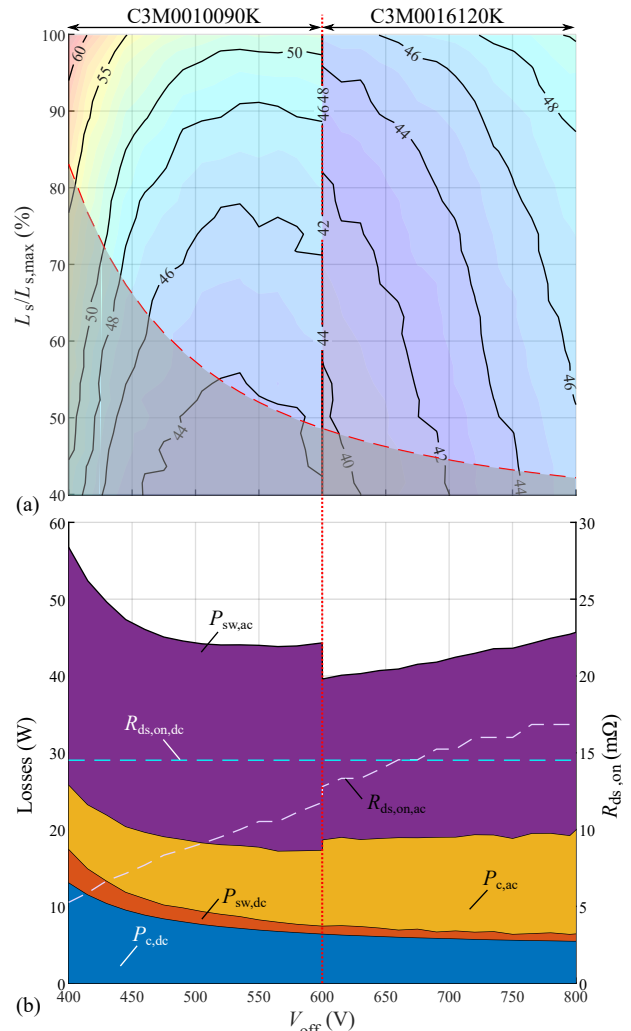 C3M0010090K C3M0016120K
100
90
80
70
60
50
40
L_s/L_s,max (%)
60
55
50
46
48
48
46
44
50
48
46
42
46
44
44
40
42
44
(a)
60
50
40
30
20
10
0
Losses (W)
30
25
20
15
10
5
0
R_ds,on (mΩ)
P_sw,ac
R_ds,on,dc
R_ds,on,ac
P_c,ac
P_sw,dc
P_c,dc
400 450 500 550 600 650 700 750 800
(b)
V_off (V)